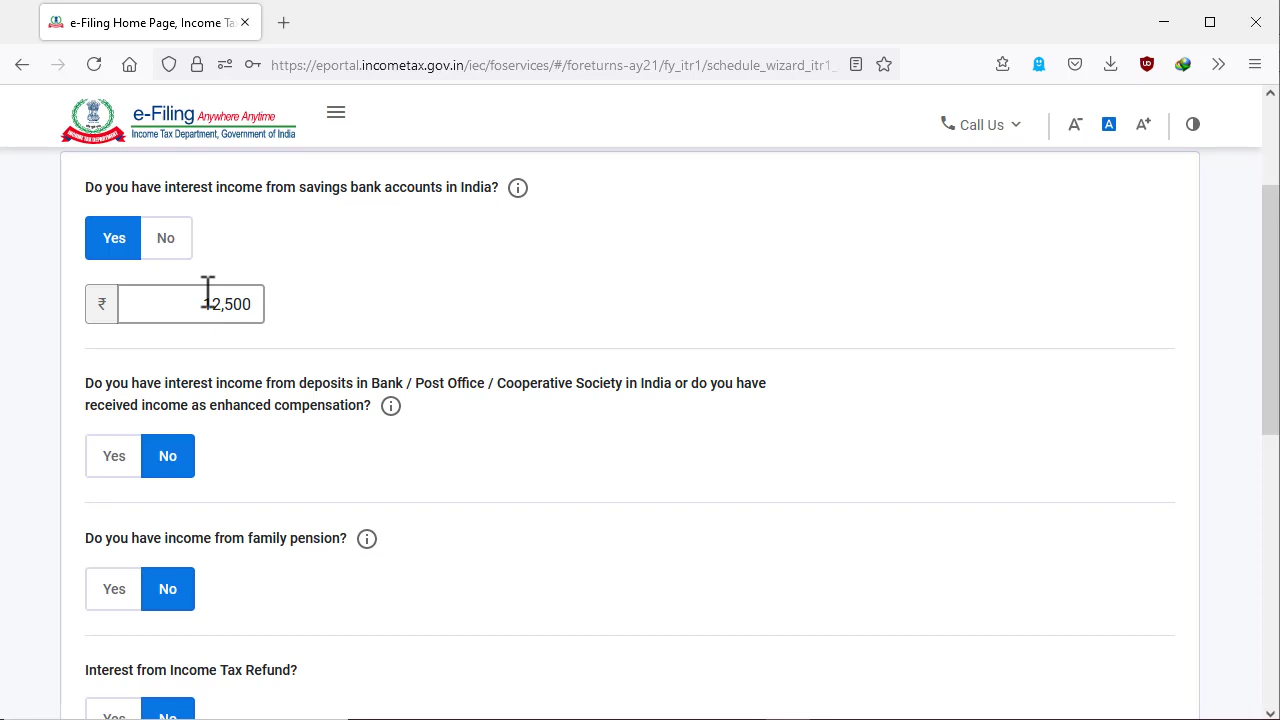 e-Filing Home Page, Income Ta
https://eportal.incometax.gov.in/iec/foservices/#/foreturns-ay21/fy_itr1/schedule_wizard_itr1_
e-Filing Anywhere Anytime
Income Tax Department, Government of India
Call Us
A-
A
A+
Do you have interest income from savings bank accounts in India?
Yes
No
₹
12,500
Do you have interest income from deposits in Bank / Post Office / Cooperative Society in India or do you have
received income as enhanced compensation?
Yes
No
Do you have income from family pension?
Yes
No
Interest from Income Tax Refund?
Yes
No